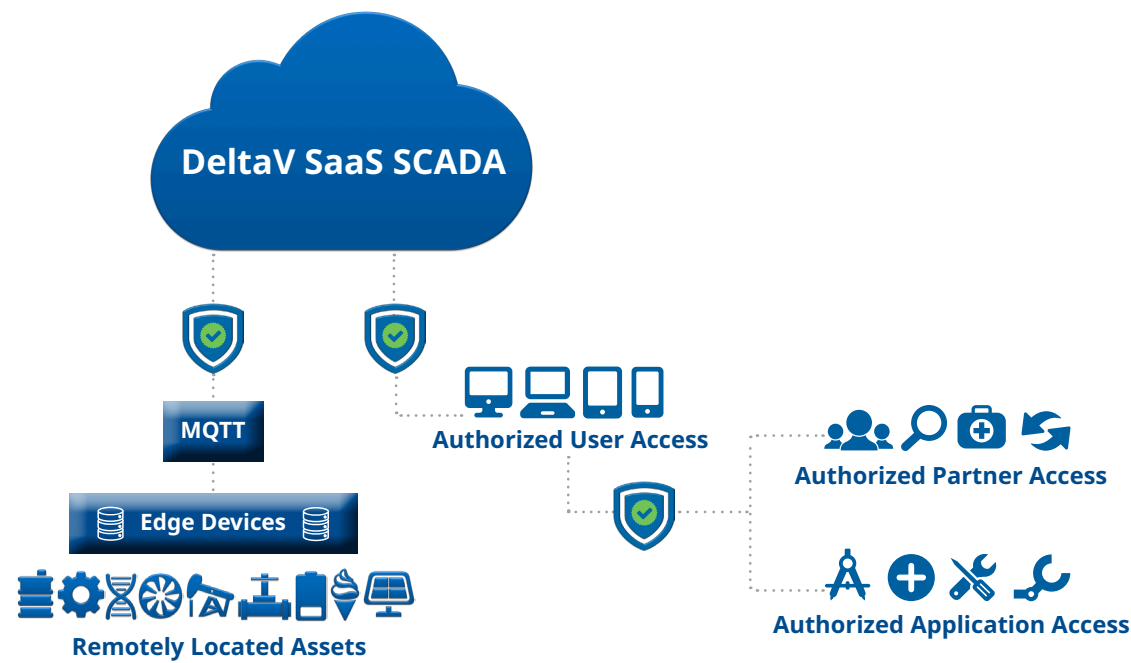 DeltaV SaaS SCADA
MQTT
Authorized User Access
Authorized Partner Access
Edge Devices
Authorized Application Access
Remotely Located Assets